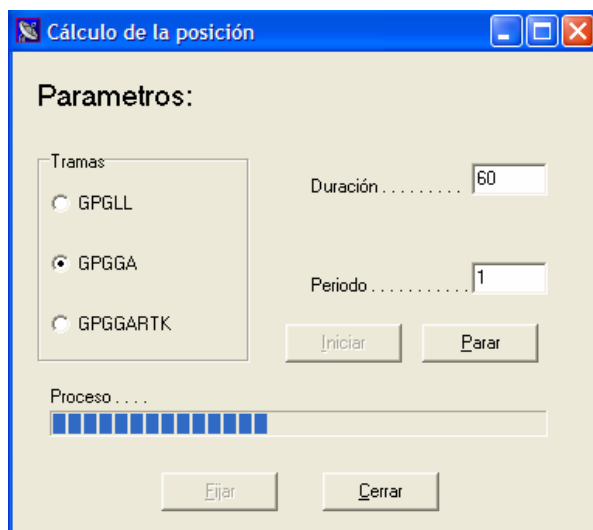 Cálculo de la posición
Parametros:
Tramas
GPGLL
GPGGA
GPGGARTK
Duración . . . . . . . . . 60
Periodo . . . . . . . . . . . 1
Iniciar
Parar
Proceso . . . .
Fijar
Cerrar